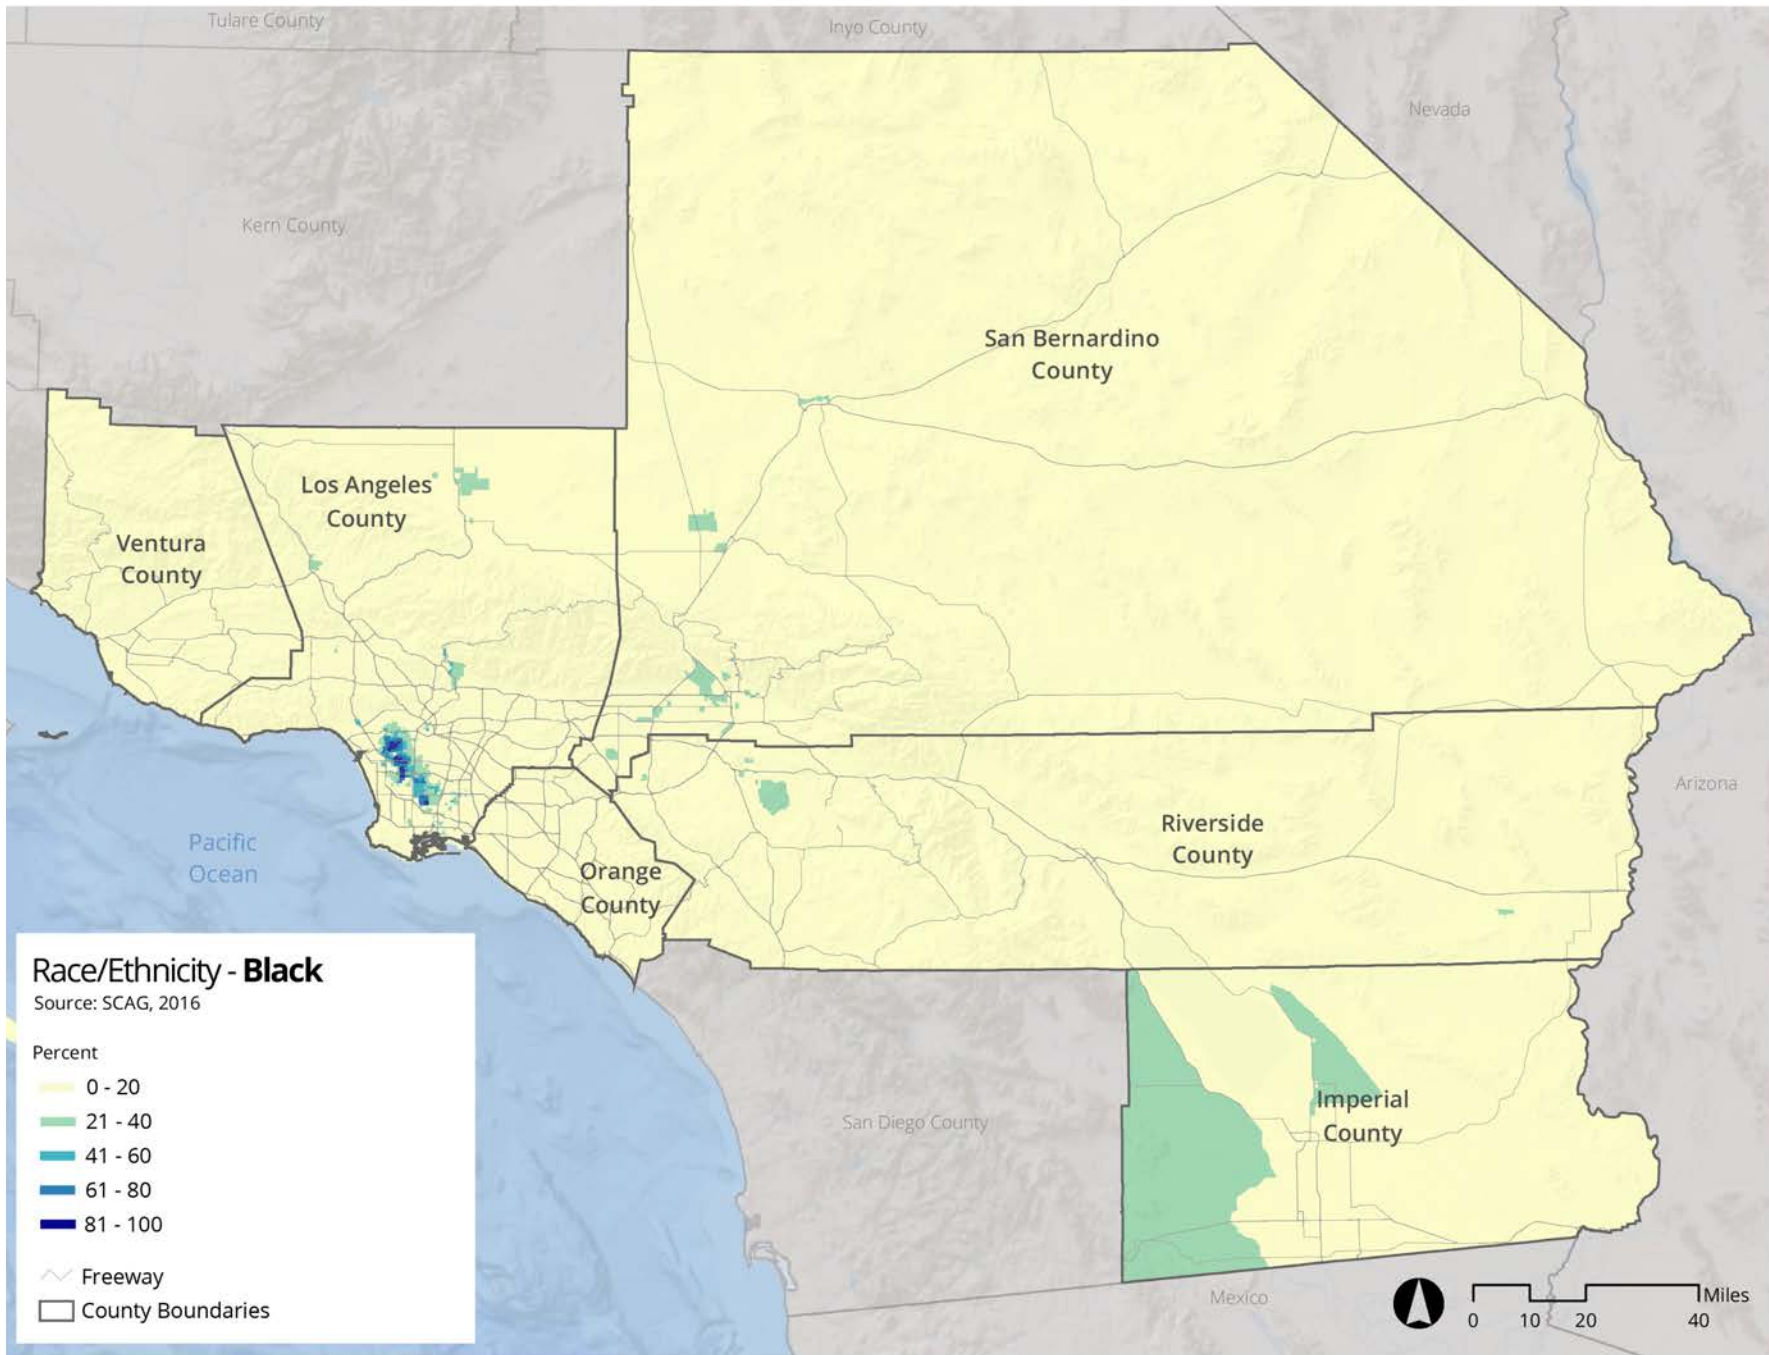 Tulare County
Inyo County
Nevada
Kern County
San Bernardino
County
Los Angeles
County
Ventura
County
Arizona
Riverside
County
Pacific
Ocean
Orange
County
Imperial
County
San Diego County
Mexico
Race/Ethnicity - Black
Source: SCAG, 2016
Percent
0 - 20
21 - 40
41 - 60
61 - 80
81 - 100
Freeway
County Boundaries
Miles
0 10 20 40